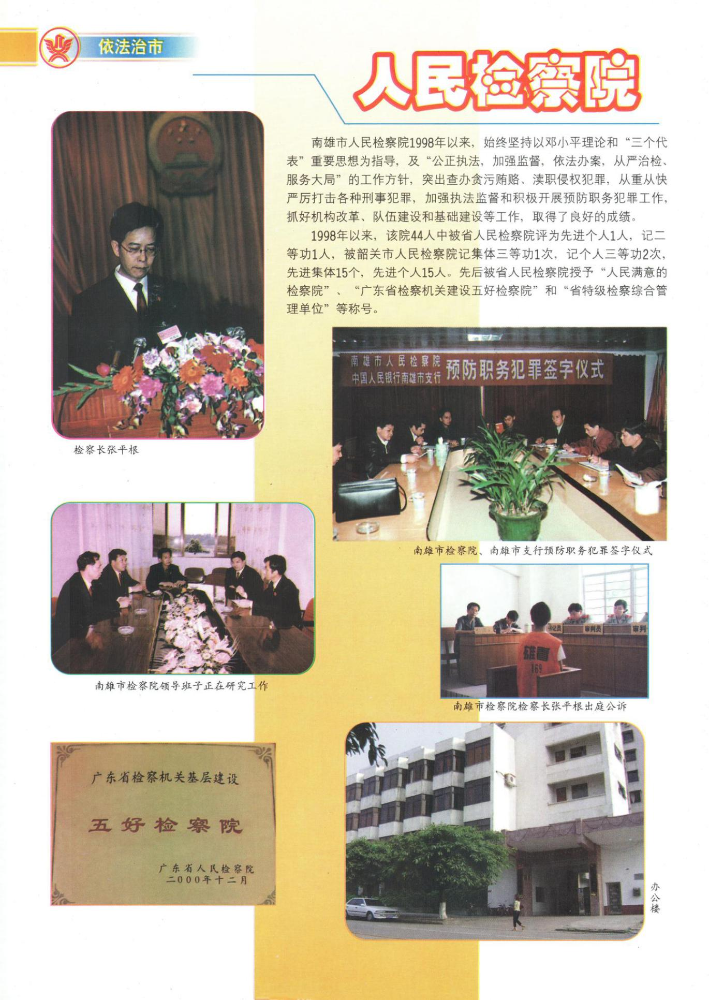 依法治市
人民检察院
南雄市人民检察院1998年以来，始终坚持以邓小平理论和“三个代
表”重要思想为指导，及“公正执法，加强监督，依法办案，从严治检、
服务大局”的工作方针，突出查办贪污贿赂、渎职侵权犯罪，从重从快
严厉打击各种刑事犯罪，加强执法监督和积极开展预防职务犯罪工作，
抓好机构改革、队伍建设和基础建设等工作，取得了良好的成绩。
1998年以来，该院44人中被省人民检察院评为先进个人1人，记二
等功1人，被韶关市人民检察院记集体三等功1次，记个人三等功2次，
先进集体15个，先进个人15人。先后被省人民检察院授予“人民满意的
检察院”、“广东省检察机关建设五好检察院”和“省特级检察综合管
理单位”等称号。
检察长张平根
南雄市人民检察院
中国人民银行南雄市支行
预防职务犯罪签字仪式
南雄市检察院、南雄市支行预防职务犯罪签字仪式
南雄市检察院领导班子正在研究工作
书记员
审判员
审判
雄看
169
南雄市检察院检察长张平根出庭公诉
广东省检察机关基层建设
五好检察院
广东省人民检察院
二000年十二月
办公楼